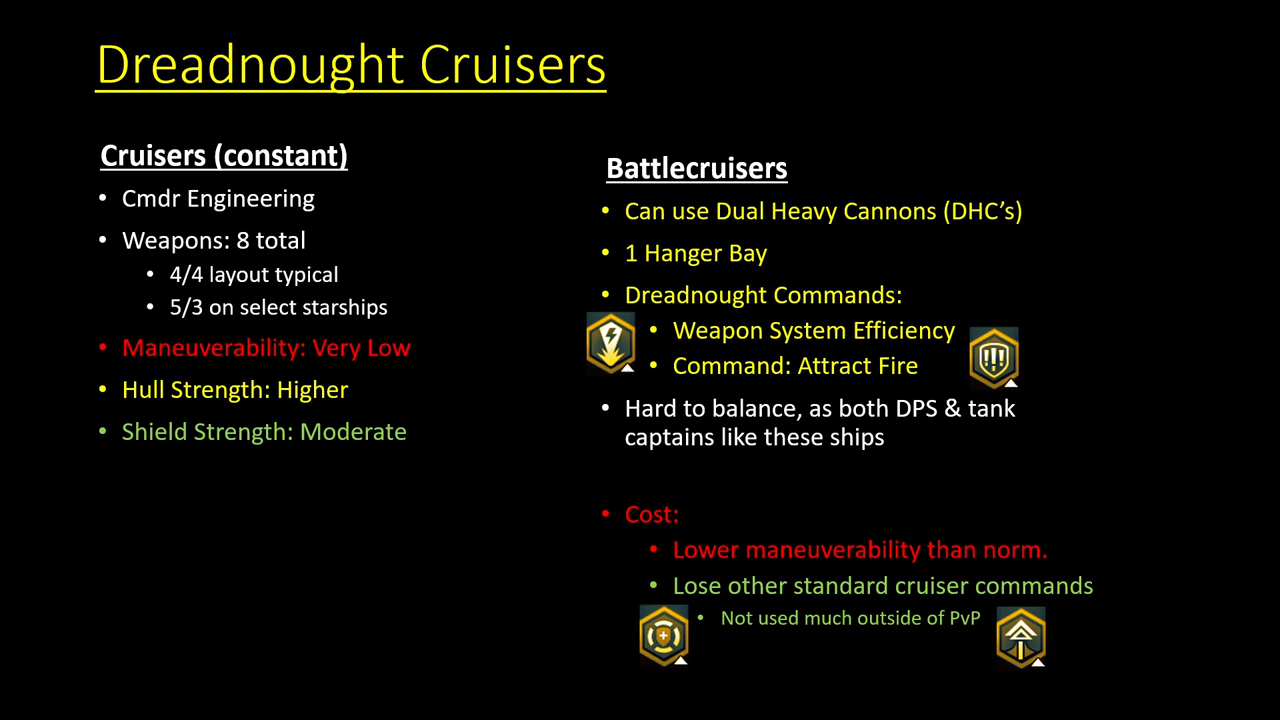 Dreadnought Cruisers
Cruisers (constant)
• Cmdr Engineering
• Weapons: 8 total
• 4/4 layout typical
• 5/3 on select starships
• Maneuverability: Very Low
• Hull Strength: Higher
• Shield Strength: Moderate
Battlecruisers
• Can use Dual Heavy Cannons (DHC’s)
• 1 Hanger Bay
• Dreadnought Commands:
• Weapon System Efficiency
• Command: Attract Fire
• Hard to balance, as both DPS & tank
captains like these ships
• Cost:
• Lower maneuverability than norm.
• Lose other standard cruiser commands
• Not used much outside of PvP